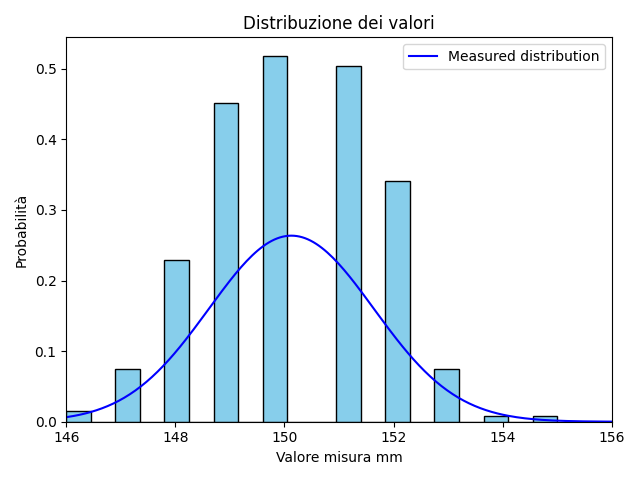 Distribuzione dei valori
Measured distribution
Probabilità
0.5
0.4
0.3
0.2
0.1
0.0
146 148 150 152 154 156
Valore misura mm